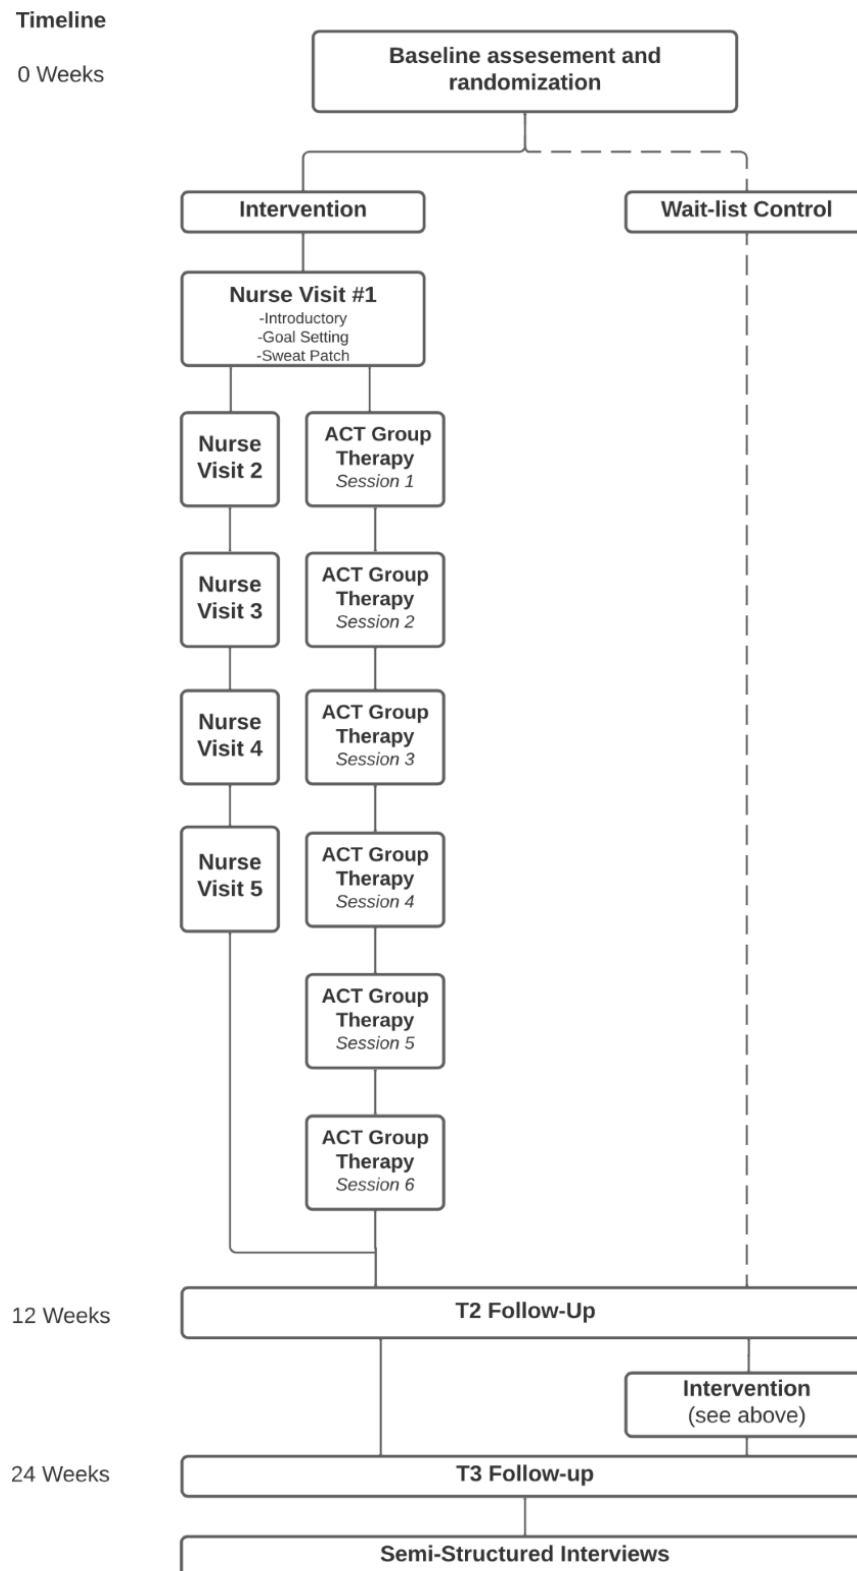 Timeline
0 Weeks
Baseline assesement and
randomization
Intervention
Wait-list Control
Nurse Visit #1
-Introductory
-Goal Setting
-Sweat Patch
Nurse
Visit 2
ACT Group
Therapy
Session 1
Nurse
Visit 3
ACT Group
Therapy
Session 2
Nurse
Visit 4
ACT Group
Therapy
Session 3
Nurse
Visit 5
ACT Group
Therapy
Session 4
ACT Group
Therapy
Session 5
ACT Group
Therapy
Session 6
12 Weeks
T2 Follow-Up
Intervention
(see above)
24 Weeks
T3 Follow-up
Semi-Structured Interviews